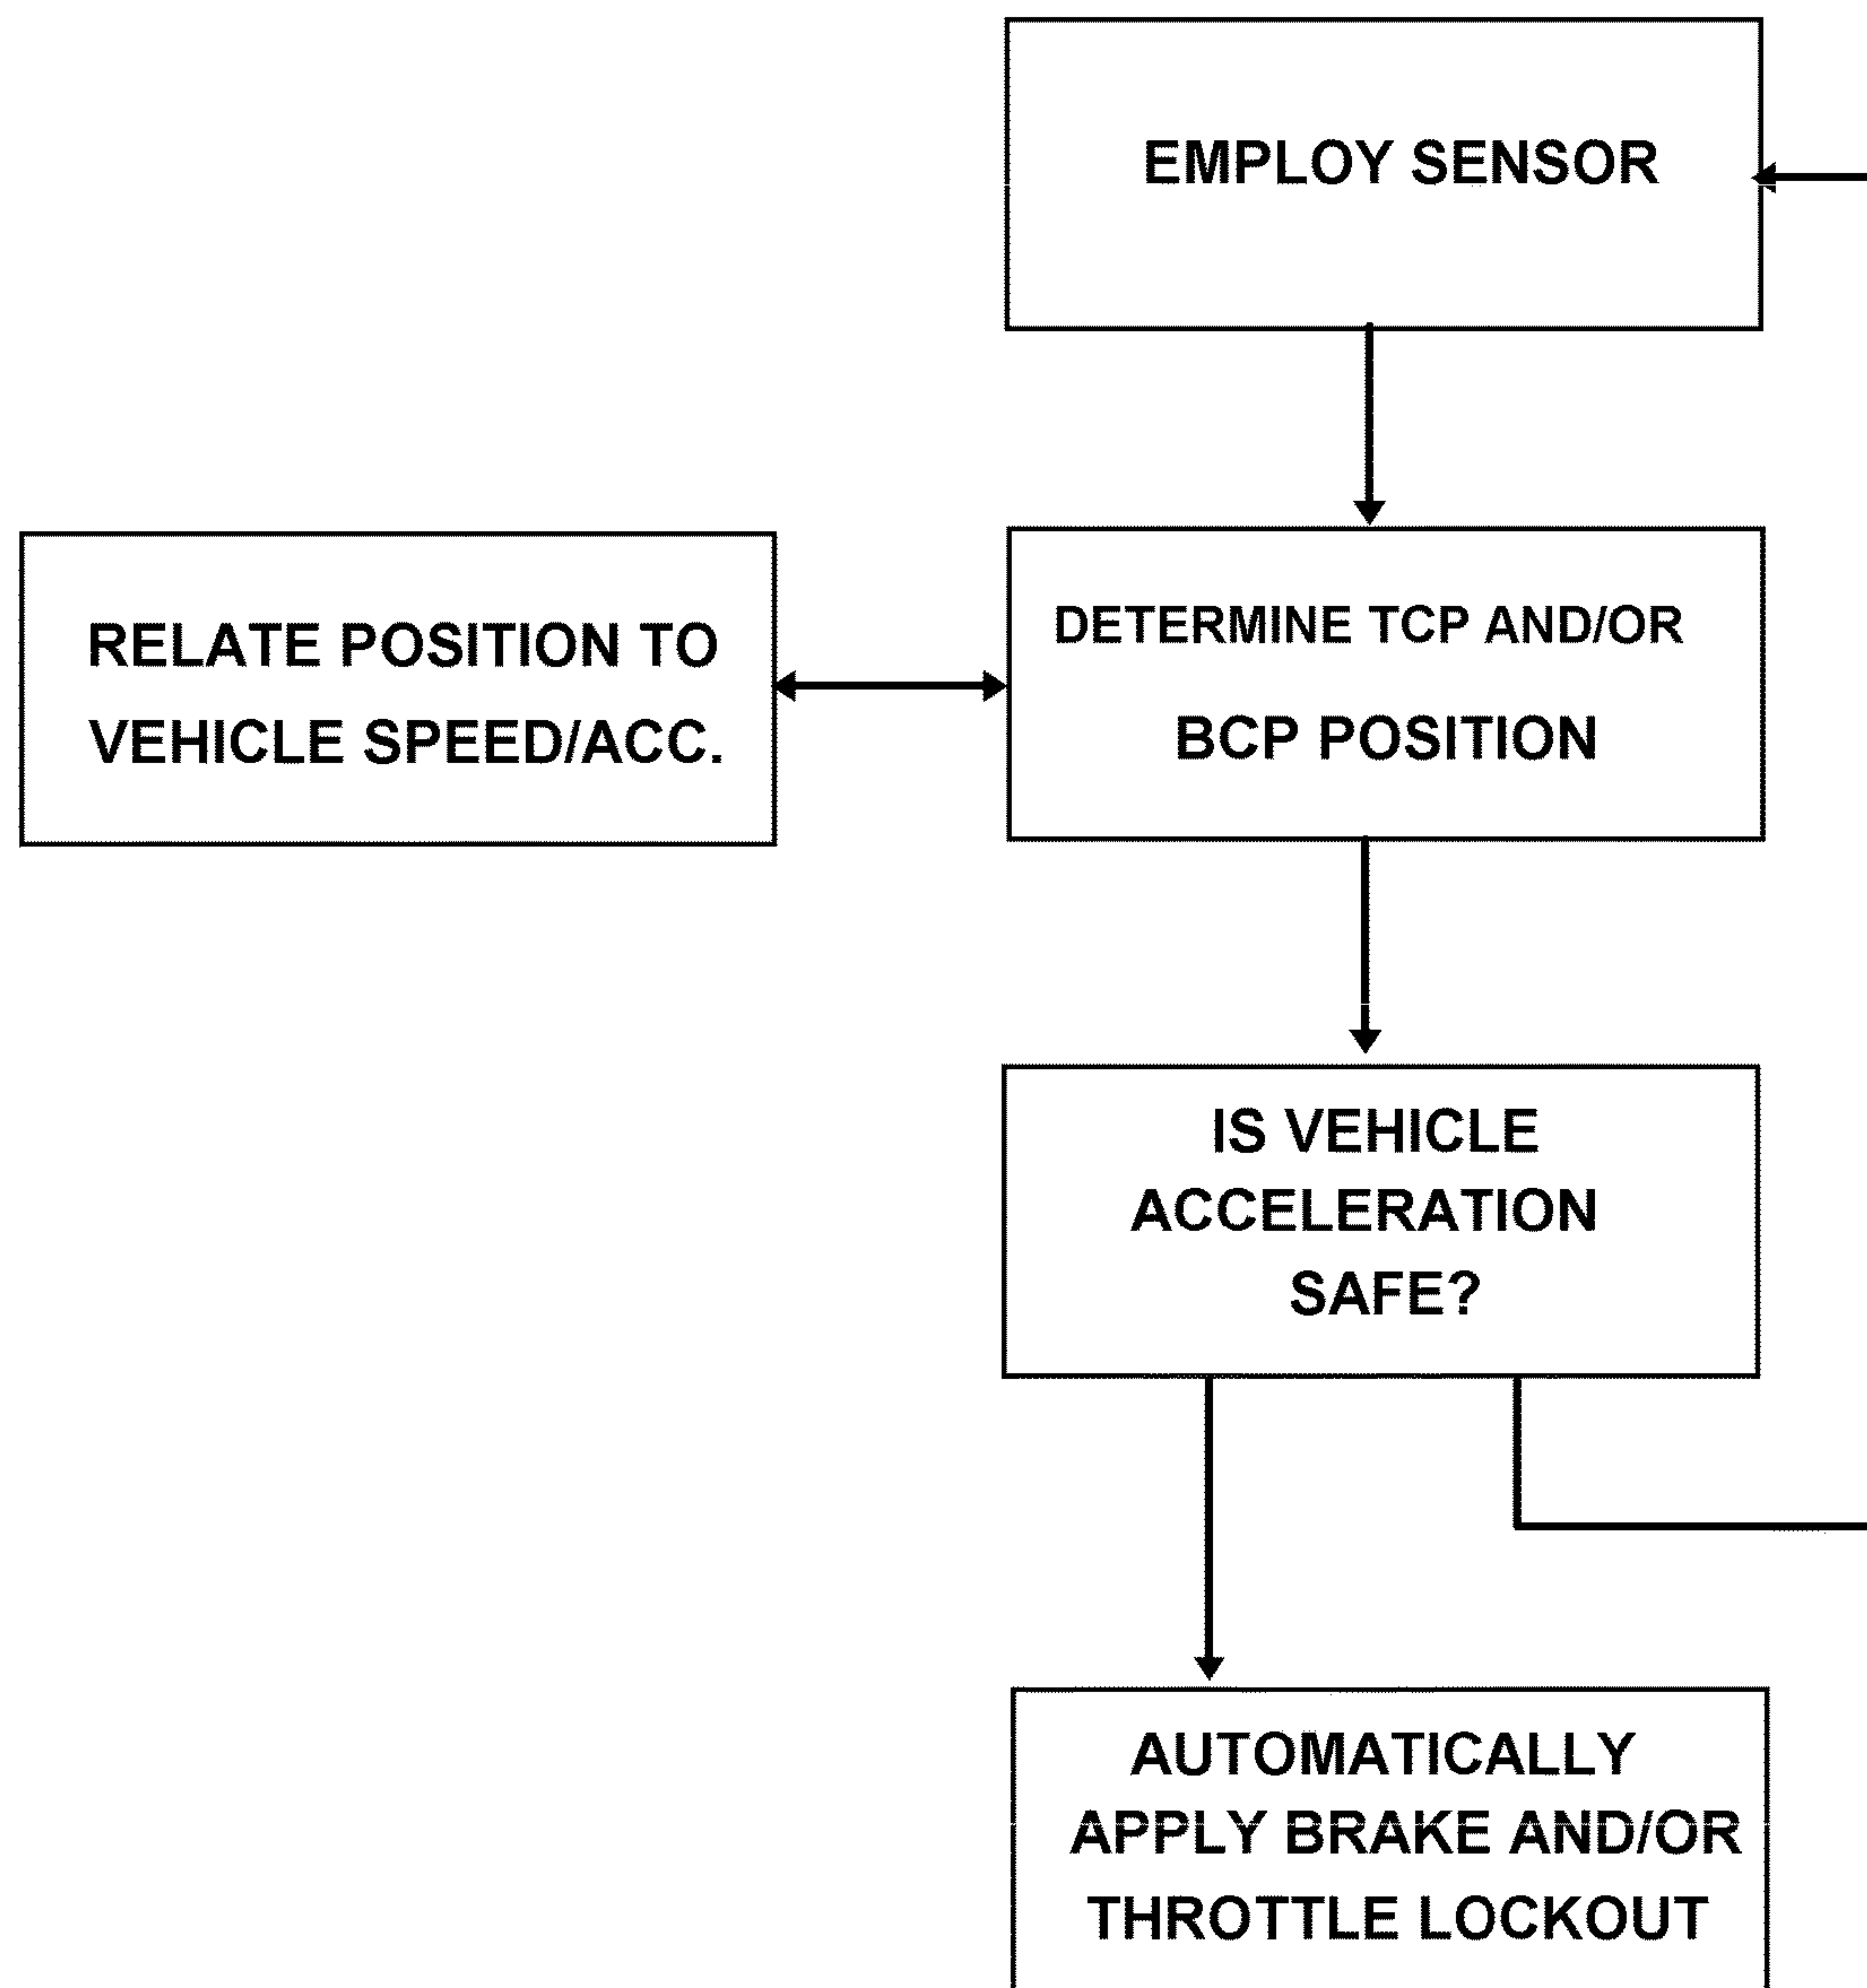 EMPLOY SENSOR
RELATE POSITION TO
VEHICLE SPEED/ACC.
DETERMINE TCP AND/OR
BCP POSITION
IS VEHICLE
ACCELERATION
SAFE?
AUTOMATICALLY
APPLY BRAKE AND/OR
THROTTLE LOCKOUT